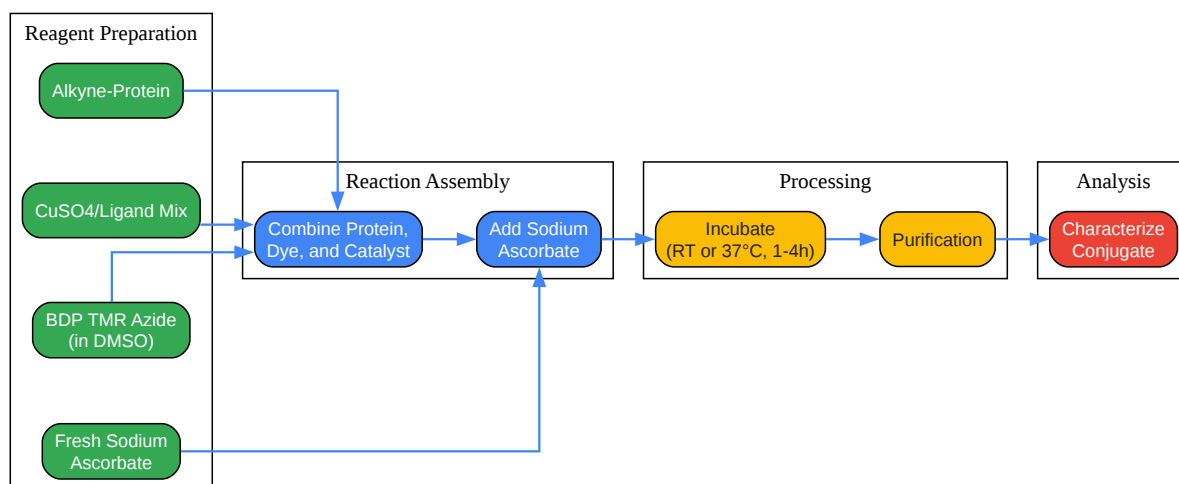 Reagent Preparation
Alkyne-Protein
CuSO4/Ligand Mix
BDP TMR Azide
(in DMSO)
Fresh Sodium
Ascorbate
Reaction Assembly
Combine Protein,
Dye, and Catalyst
Add Sodium
Ascorbate
Processing
Incubate
(RT or 37°C, 1-4h)
Purification
Analysis
Characterize
Conjugate